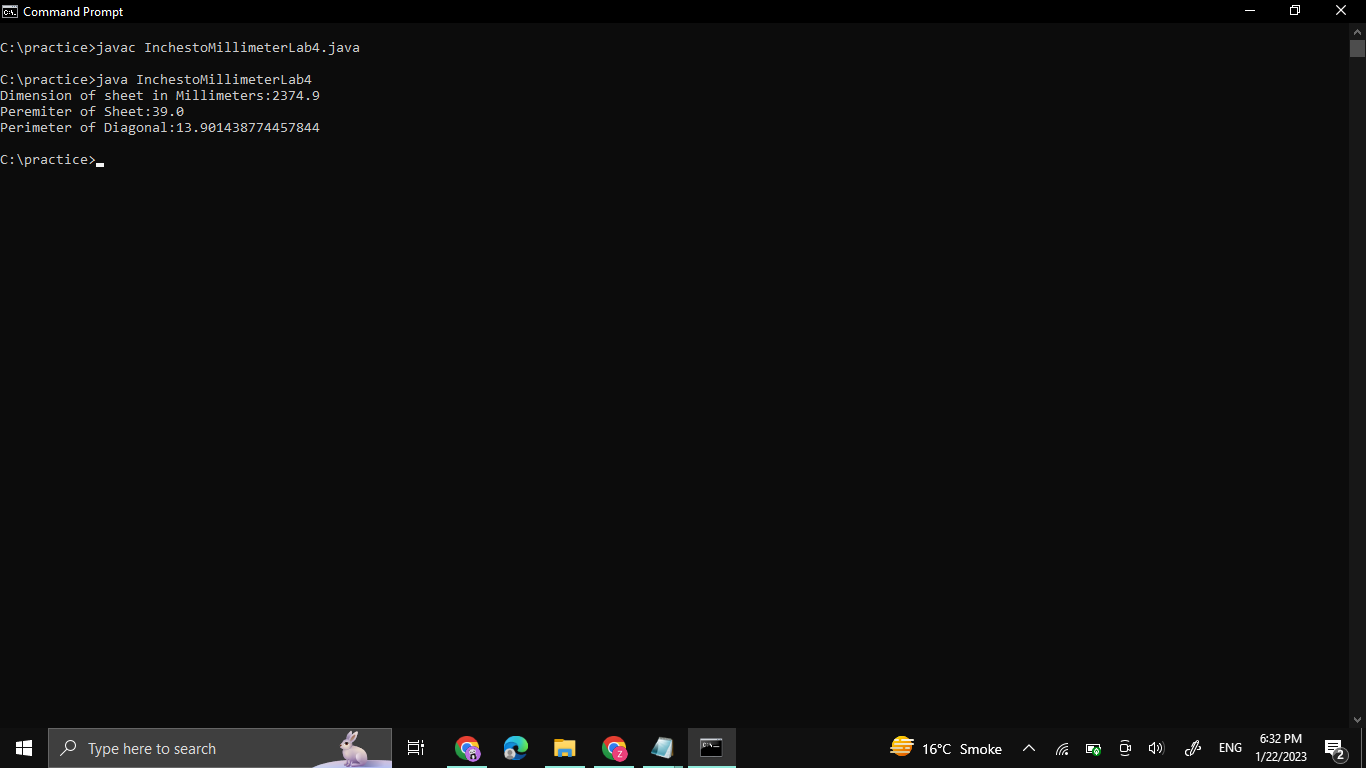 Command Prompt
C:\practice>javac InchestoMillimeterLab4.java
C:\practice>java InchestoMillimeterLab4
Dimension of sheet in Millimeters:2374.9
Peremiter of Sheet:39.0
Perimeter of Diagonal:13.901438774457844
C:\practice>
Type here to search
16°C Smoke
ENG
6:32 PM
1/22/2023
2